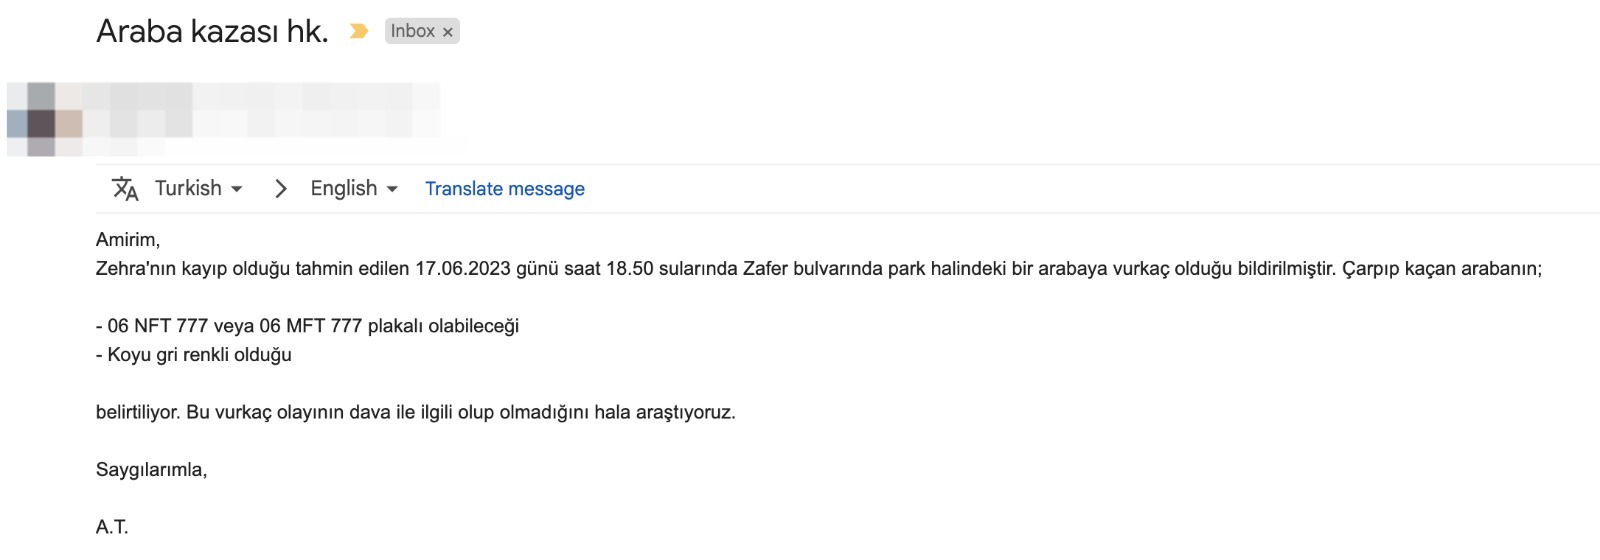 Araba kazası hk. Inbox ×
Turkish > English Translate message
Amirim,
Zehra'nın kayıp olduğu tahmin edilen 17.06.2023 günü saat 18.50 sularında Zafer bulvarında park halindeki bir arabaya vurkaç olduğu bildirilmiştir. Çarpıp kaçan arabanın;
- 06 NFT 777 veya 06 MFT 777 plakalı olabileceği
- Koyu gri renkli olduğu
belirtiliyor. Bu vurkaç olayının dava ile ilgili olup olmadığını hala araştıyoruz.
Saygılarımla,
A.T.